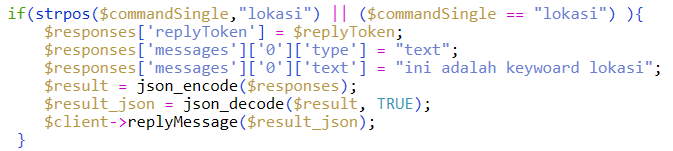 if(strpos($commandSingle,"lokasi") || ($commandSingle == "lokasi") ){
$responses['replyToken'] = $replyToken;
$responses['messages']['0']['type'] = "text";
$responses['messages']['0']['text'] = "ini adalah keywoard lokasi";
$result = json_encode($responses);
$result_json = json_decode($result, TRUE);
$client->replyMessage($result_json);
}